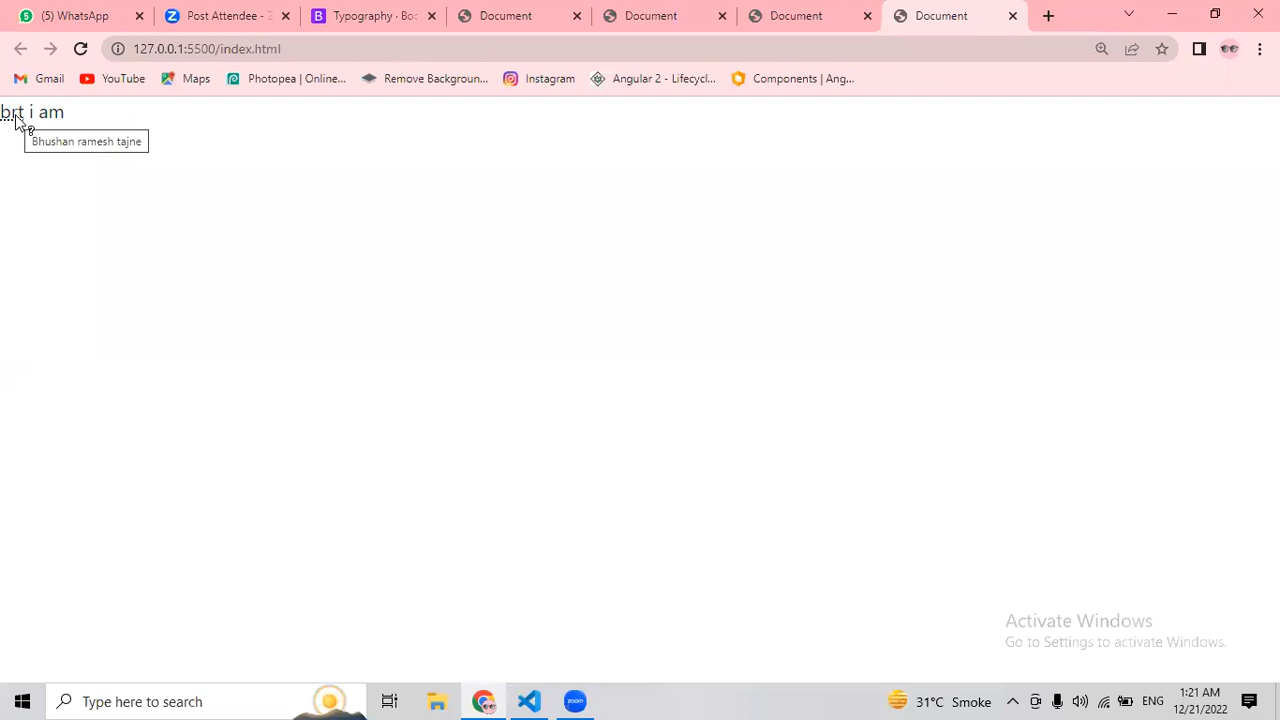 (5) WhatsApp
Post Attendee - Z
Typography · Boo
Document
Document
Document
Document
127.0.0.1:5500/index.html
Gmail
YouTube
Maps
Photopea | Online...
Remove Backgroun...
Instagram
Angular 2 - Lifecycl...
Components | Ang...
brt i am
Bhushan ramesh tajne
Activate Windows
Go to Settings to activate Windows.
Type here to search
zoom
31°C Smoke
ENG
1:21 AM
12/21/2022